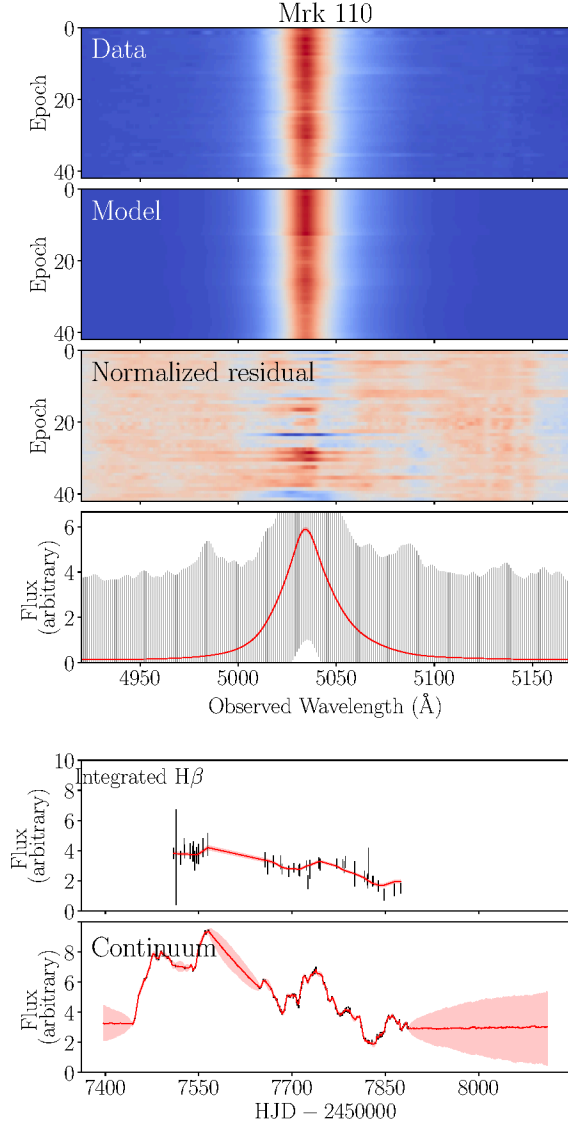 Mrk 110
0
Data
20
Epoch
40
0
Model
20
Epoch
40
0
Normalized residual
20
Epoch
40
6
4
2
0
Flux
(arbitrary)
4950 5000 5050 5100 5150
Observed Wavelength (Å)
10
Integrated Hβ
8
6
4
2
0
Flux
(arbitrary)
Continuum
8
6
4
2
0
Flux
(arbitrary)
7400 7550 7700 7850 8000
HJD − 2450000